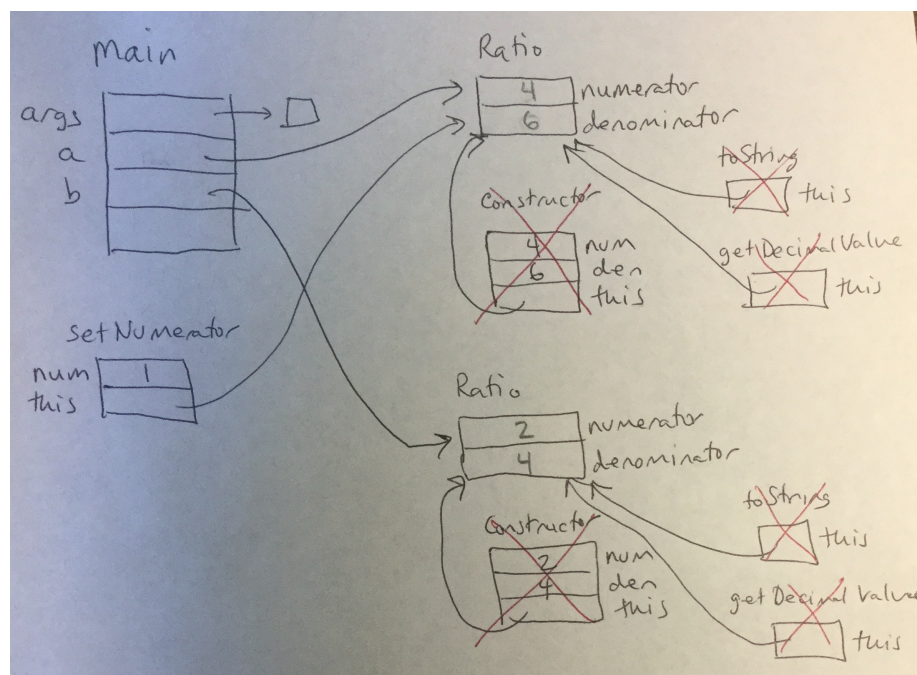 Main
args
a
b
setNumerator
num 1
this
Ratio
4 numerator
6 denominator
Constructor
4 num
6 den
this
toString
this
getDecimalValue
this
Ratio
2 numerator
4 denominator
Constructor
2 num
4 den
this
toString
this
getDecimalValue
this